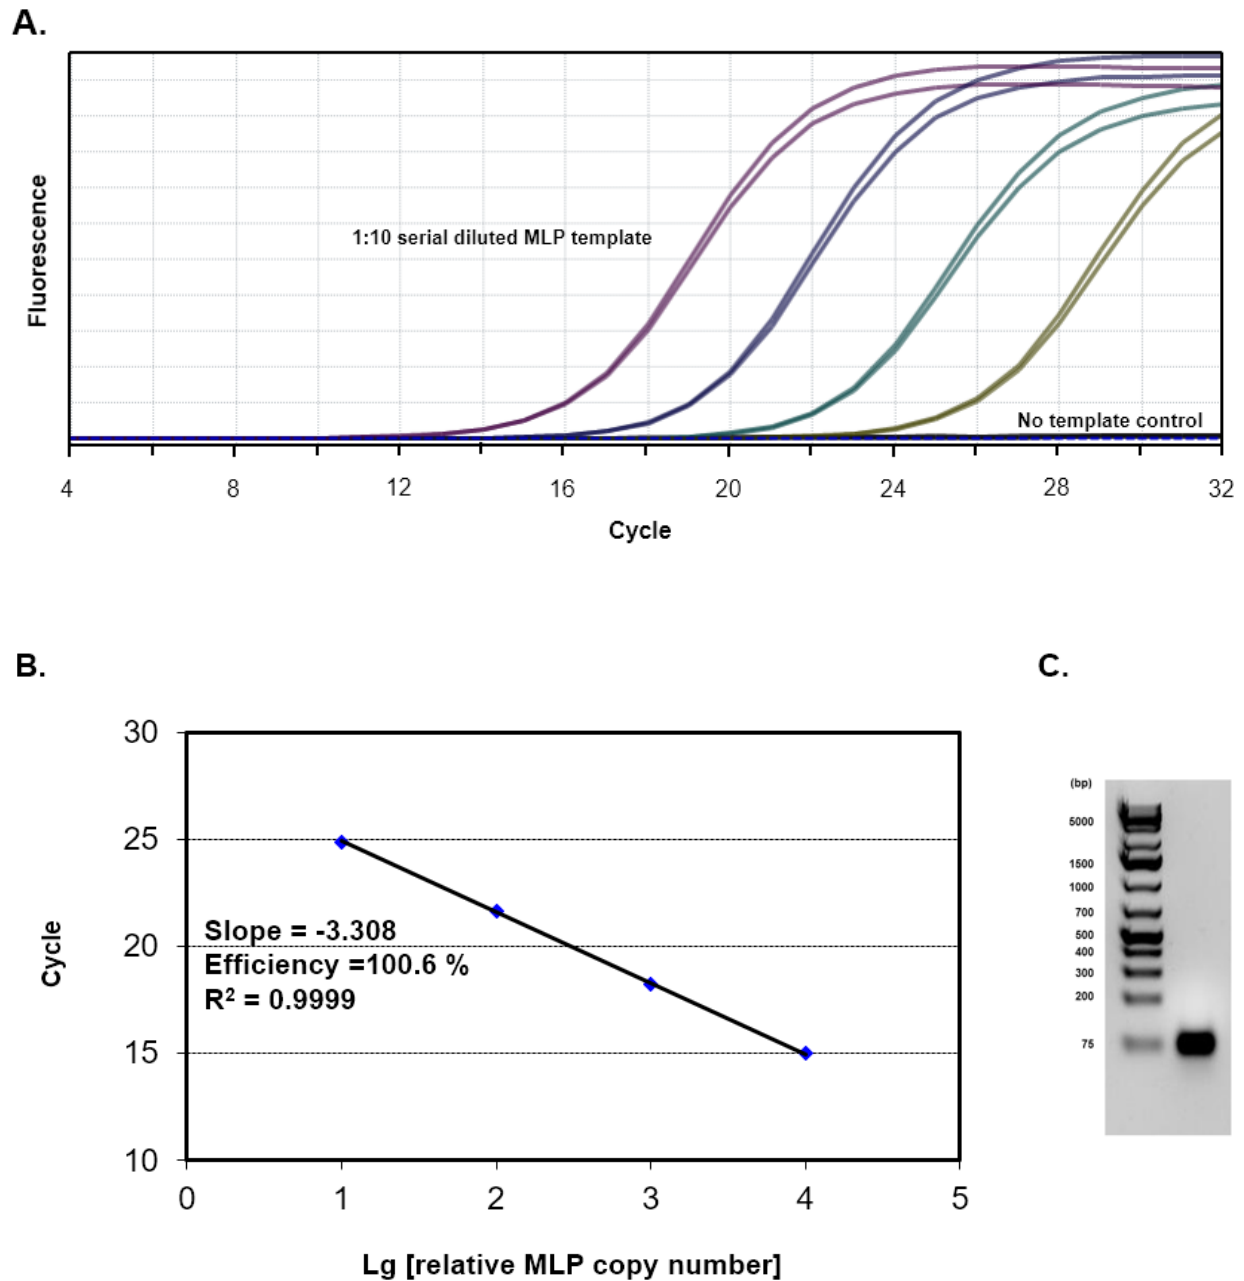 A.
Fluorescence
1:10 serial diluted MLP template
No template control
4 8 12 16 20 24 28 32
Cycle
B.
30
25
20
15
10
Cycle
Slope = -3.308
Efficiency =100.6 %
R² = 0.9999
0 1 2 3 4 5
Lg [relative MLP copy number]
C.
(bp)
5000
1500
1000
700
500
400
300
200
75